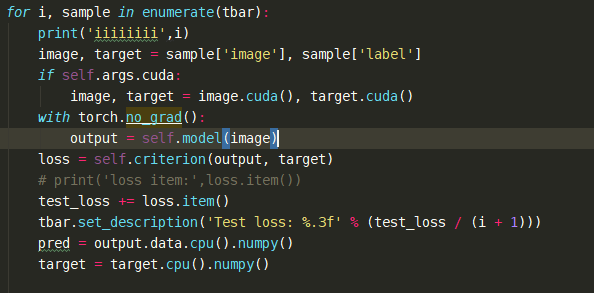 for i, sample in enumerate(tbar):
    print('iiiiiiii',i)
    image, target = sample['image'], sample['label']
    if self.args.cuda:
        image, target = image.cuda(), target.cuda()
    with torch.no_grad():
        output = self.model(image)
    loss = self.criterion(output, target)
    # print('loss item:',loss.item())
    test_loss += loss.item()
    tbar.set_description('Test loss: %.3f' % (test_loss / (i + 1)))
    pred = output.data.cpu().numpy()
    target = target.cpu().numpy()